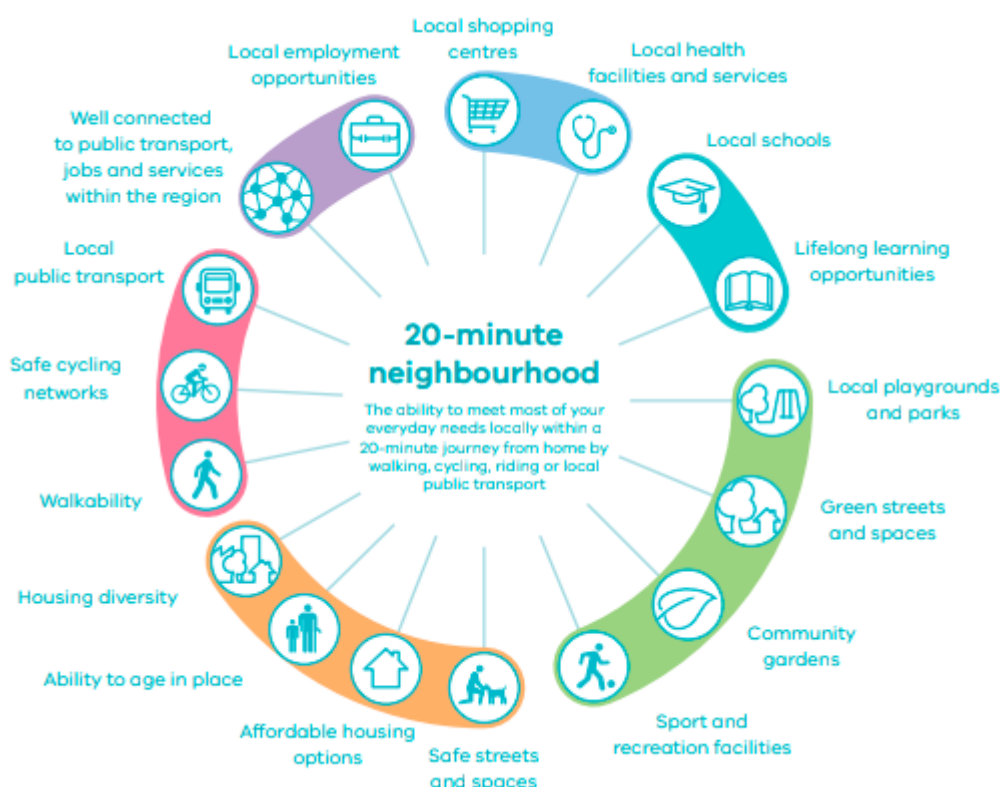 Local shopping
centres
Local health
facilities and services
Local schools
Lifelong learning
opportunities
Local playgrounds
and parks
Green streets
and spaces
Community
gardens
Sport and
recreation facilities
Safe streets
and spaces
Affordable housing
options
Ability to age in place
Housing diversity
Walkability
Safe cycling
networks
Local
public transport
Well connected
to public transport,
jobs and services
within the region
Local employment
opportunities
20-minute
neighbourhood
The ability to meet most of your
everyday needs locally within a
20-minute journey from home by
walking, cycling, riding or local
public transport